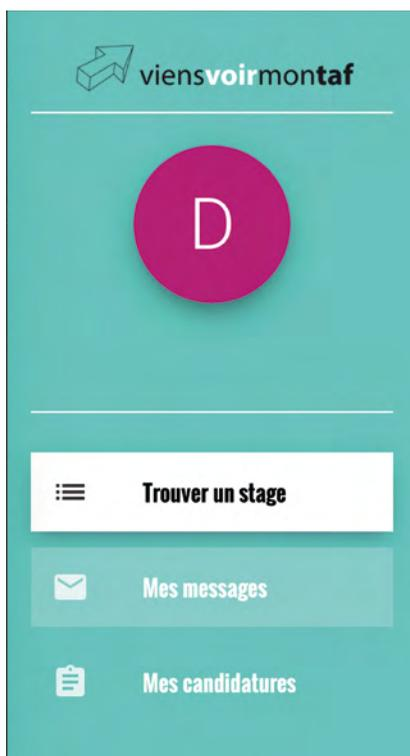 viensvoirmontaf
D
Trouver un stage
Mes messages
Mes candidatures